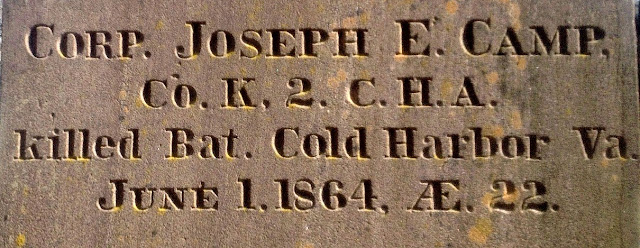 Corp. Joseph E. Camp,
Co. K, 2. C. H. A.
killed Bat. Cold Harbor Va.
June 1. 1864, Æ. 22.